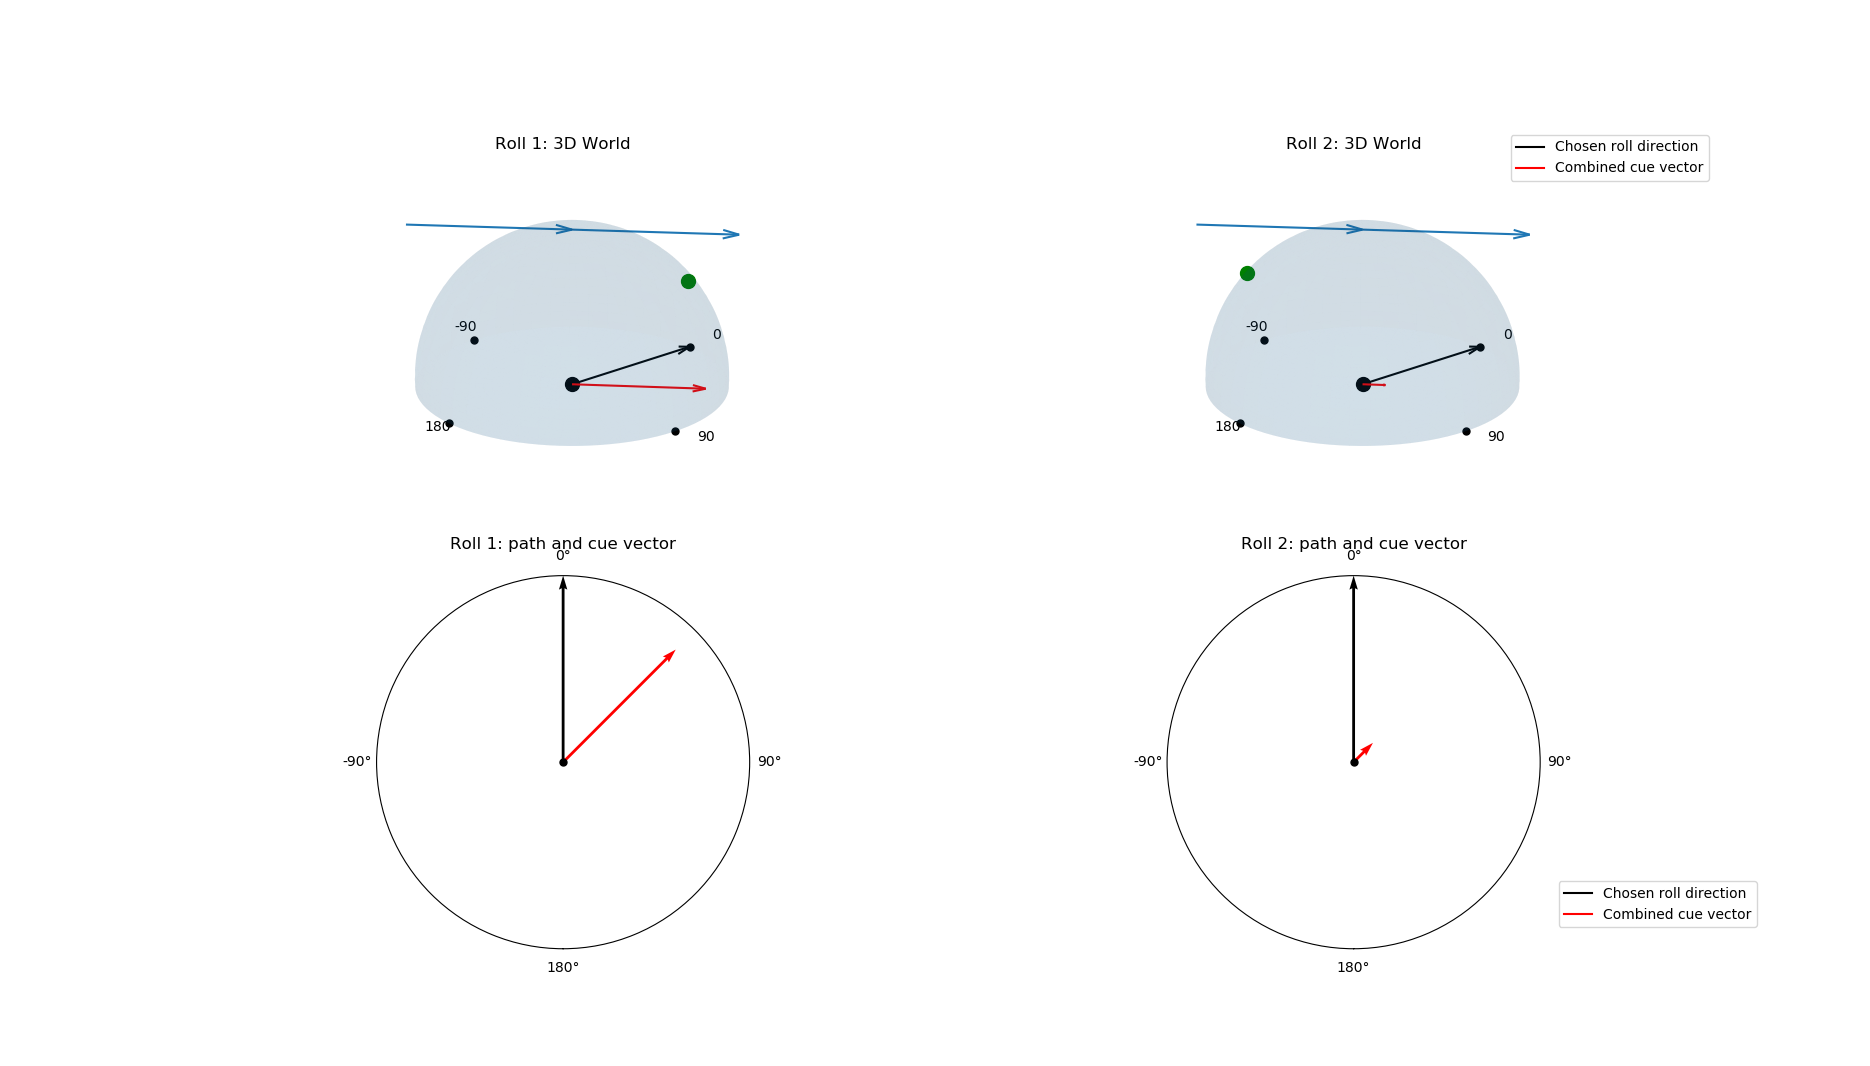 Roll 1: 3D World
-90
0
180
90
Roll 2: 3D World
Chosen roll direction
Combined cue vector
-90
0
180
90
Roll 1: path and cue vector
0°
-90°
90°
180°
Roll 2: path and cue vector
0°
-90°
90°
180°
Chosen roll direction
Combined cue vector